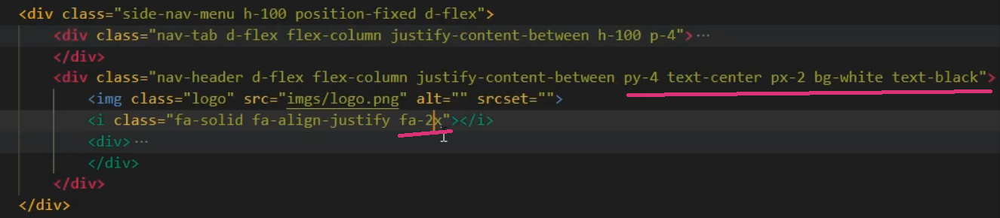 <div class="side-nav-menu h-100 position-fixed d-flex">
<div class="nav-tab d-flex flex-column justify-content-between h-100 p-4">···
</div>
<div class="nav-header d-flex flex-column justify-content-between py-4 text-center px-2 bg-white text-black">
<img class="logo" src="imgs/logo.png" alt="" srcset="">
<i class="fa-solid fa-align-justify fa-2x"></i>
<div>···
</div>
</div>
</div>